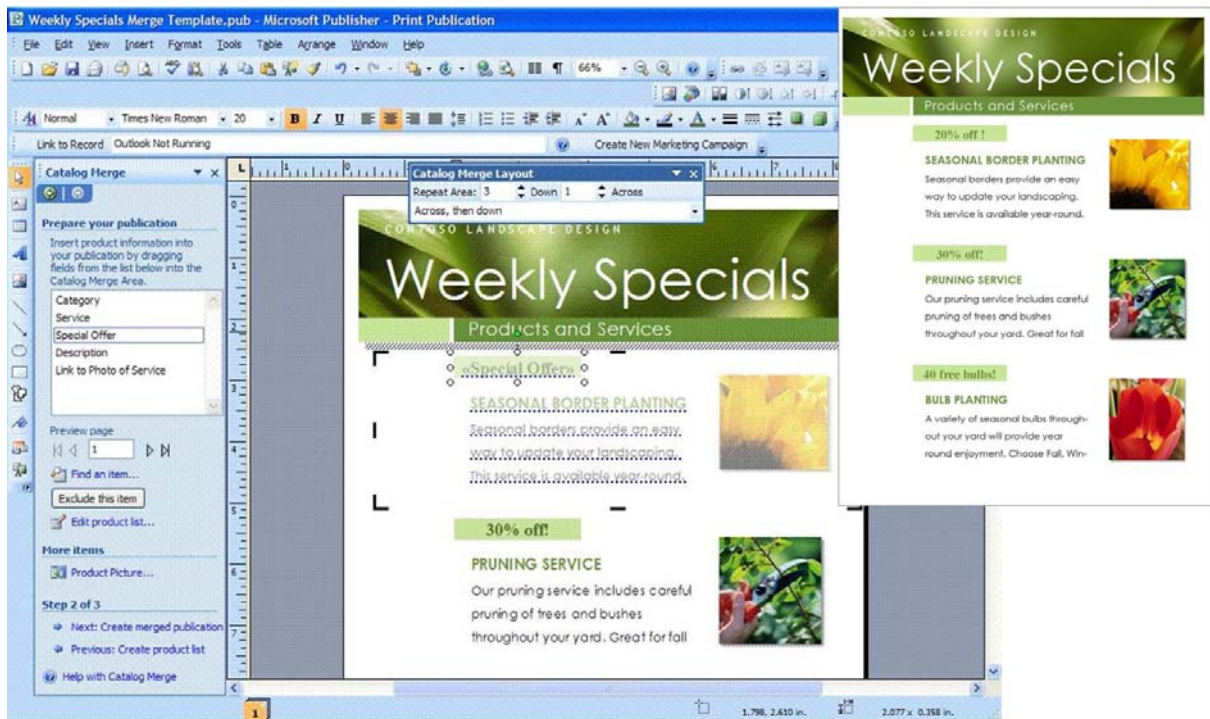 Weekly Specials Merge Template.pub - Microsoft Publisher - Print Publication
File Edit View Insert Format Tools Table Arrange Window Help
66%
Normal Times New Roman 20 B I U
Link to Record Outlook Not Running Create New Marketing Campaign
Catalog Merge
Prepare your publication
Insert product information into
your publication by dragging
fields from the list below into the
Catalog Merge Area.
Category
Service
Special Offer
Description
Link to Photo of Service
Preview page
1
Find an item...
Exclude this item
Edit product list...
More items
Product Picture...
Step 2 of 3
Next: Create merged publication
Previous: Create product list
Help with Catalog Merge
Catalog Merge Layout
Repeat Area: 3 Down 1 Across
Across, then down
CONTOSO LANDSCAPE DESIGN
Weekly Specials
Products and Services
«Special Offer»
SEASONAL BORDER PLANTING
Seasonal borders provide an easy
way to update your landscaping.
This service is available year-round.
30% off!
PRUNING SERVICE
Our pruning service includes careful
pruning of trees and bushes
throughout your yard. Great for fall
1
1.798, 2.610 in. 2.077 x 0.358 in.
CONTOSO LANDSCAPE DESIGN
Weekly Specials
Products and Services
20% off !
SEASONAL BORDER PLANTING
Seasonal borders provide an easy
way to update your landscaping.
This service is available year-round.
30% off!
PRUNING SERVICE
Our pruning service includes careful
pruning of trees and bushes
throughout your yard. Great for fall
40 free bulbs!
BULB PLANTING
A variety of seasonal bulbs through-
out your yard will provide year
round enjoyment. Choose Fall, Win-